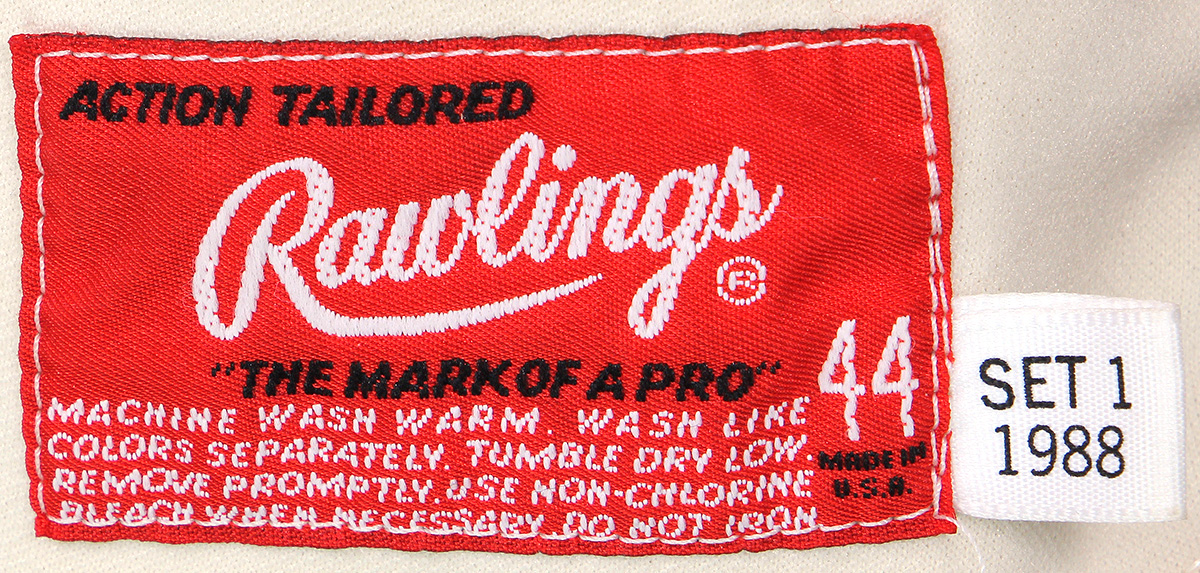 ACTION TAILORED
Rawlings ®
"THE MARK OF A PRO"
44
MACHINE WASH WARM. WASH LIKE
COLORS SEPARATELY. TUMBLE DRY LOW.
REMOVE PROMPTLY. USE NON-CHLORINE
BLEACH WHEN NECESSARY. DO NOT IRON
MADE IN
U.S.A.
SET 1
1988